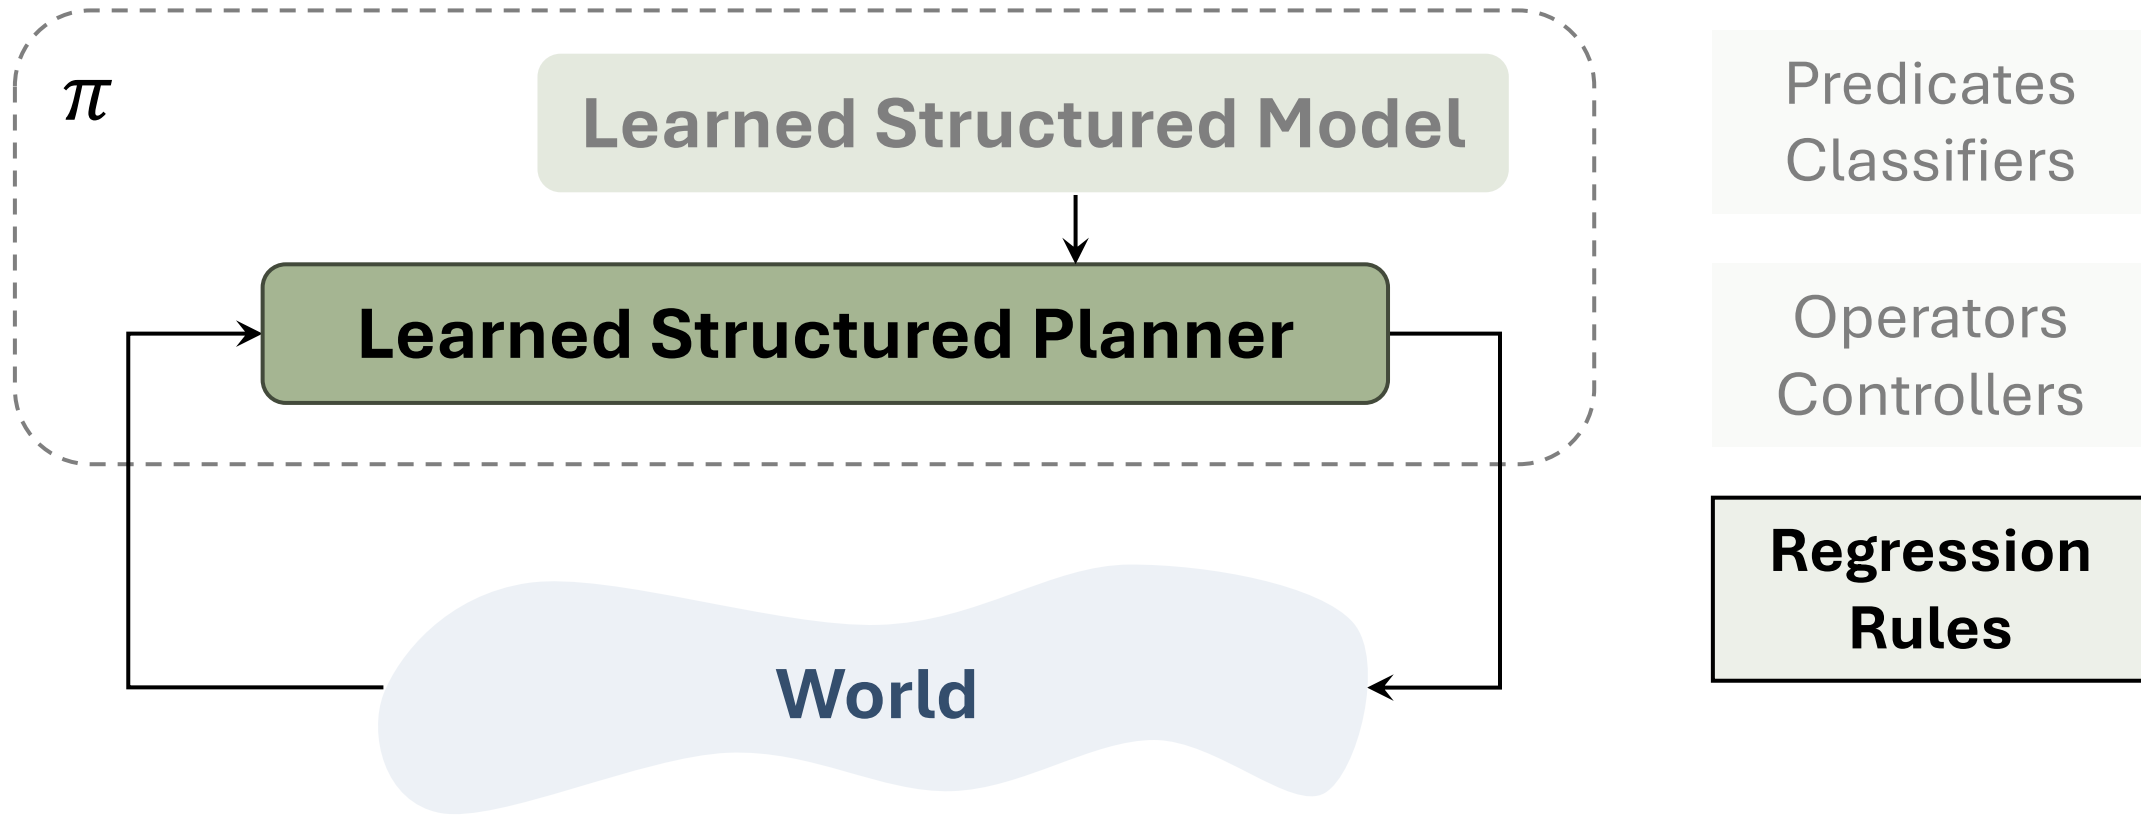 π
Learned Structured Model
Learned Structured Planner
World
Predicates
Classifiers
Operators
Controllers
Regression
Rules